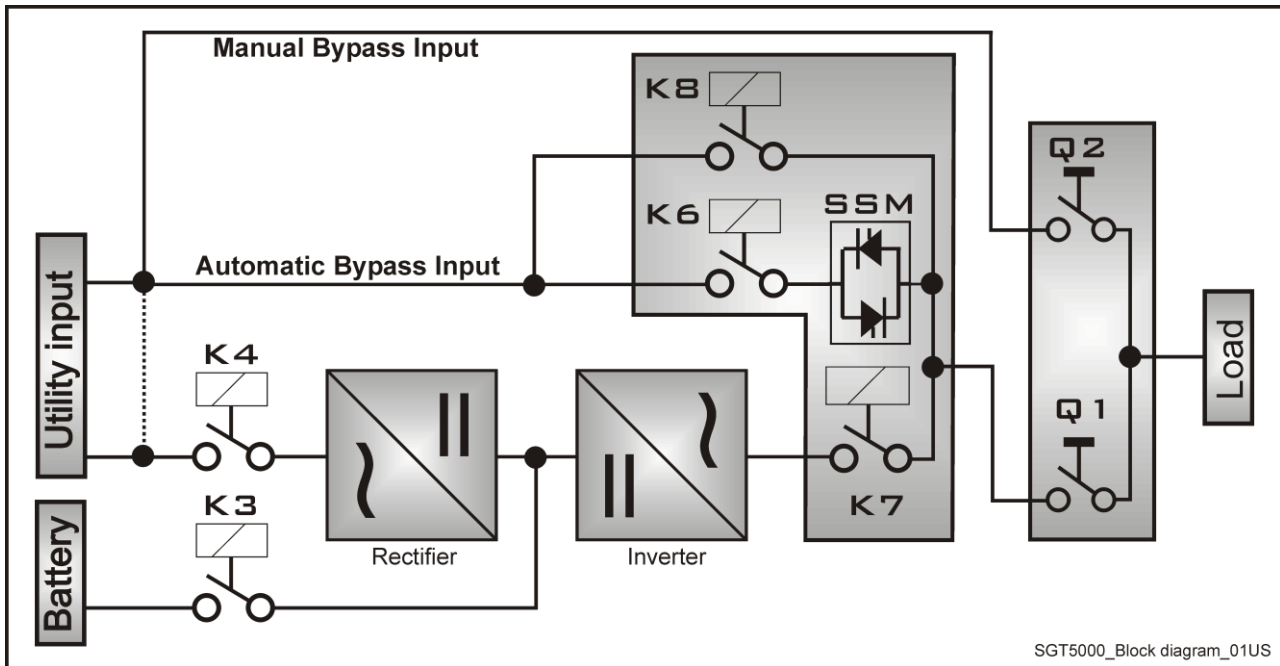 Manual Bypass Input
K8
K6
SSM
Q2
Automatic Bypass Input
Utility input
K4
Load
Q1
K3
K7
Battery
Rectifier
Inverter
SGT5000_Block diagram_01US